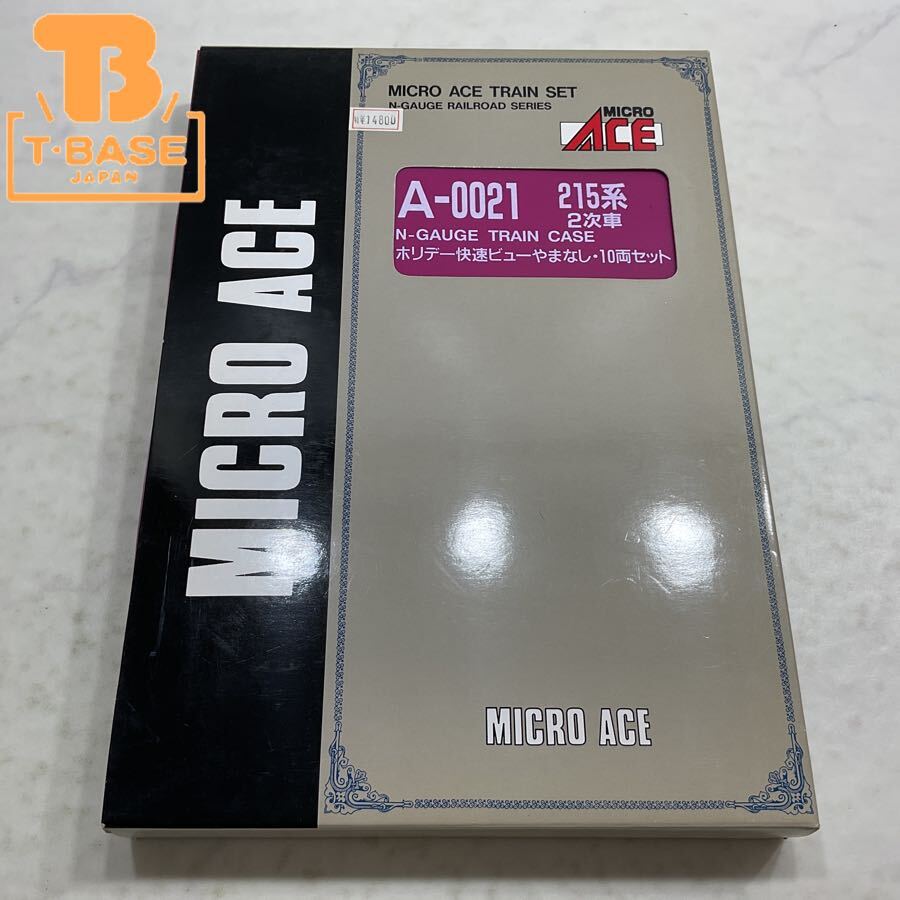 T·BASE
JAPAN
MICRO ACE
MICRO ACE TRAIN SET
N-GAUGE RAILROAD SERIES
¥14800
MICRO
ACE
A-0021 215系
2次車
N-GAUGE TRAIN CASE
ホリデー快速ビューやまなし・10両セット
MICRO ACE